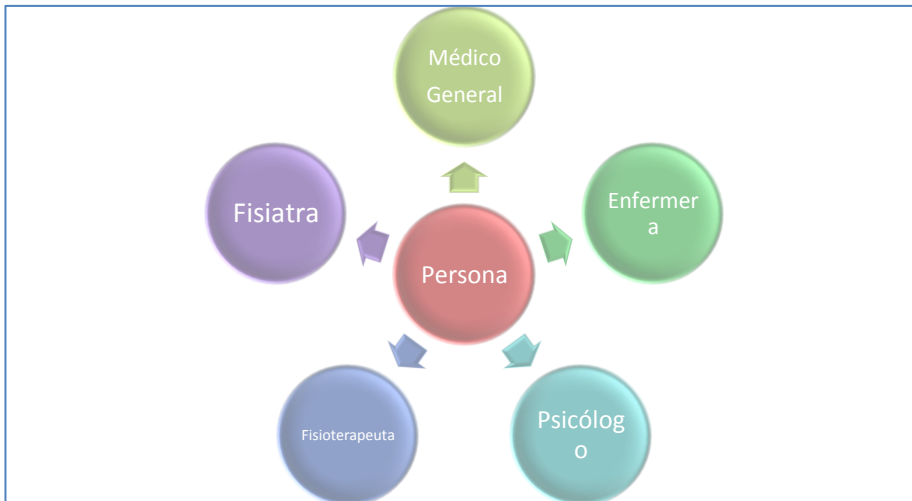 Médico
General
Fisiatra
Enfermer
a
Persona
Fisioterapeuta
Psicólog
o